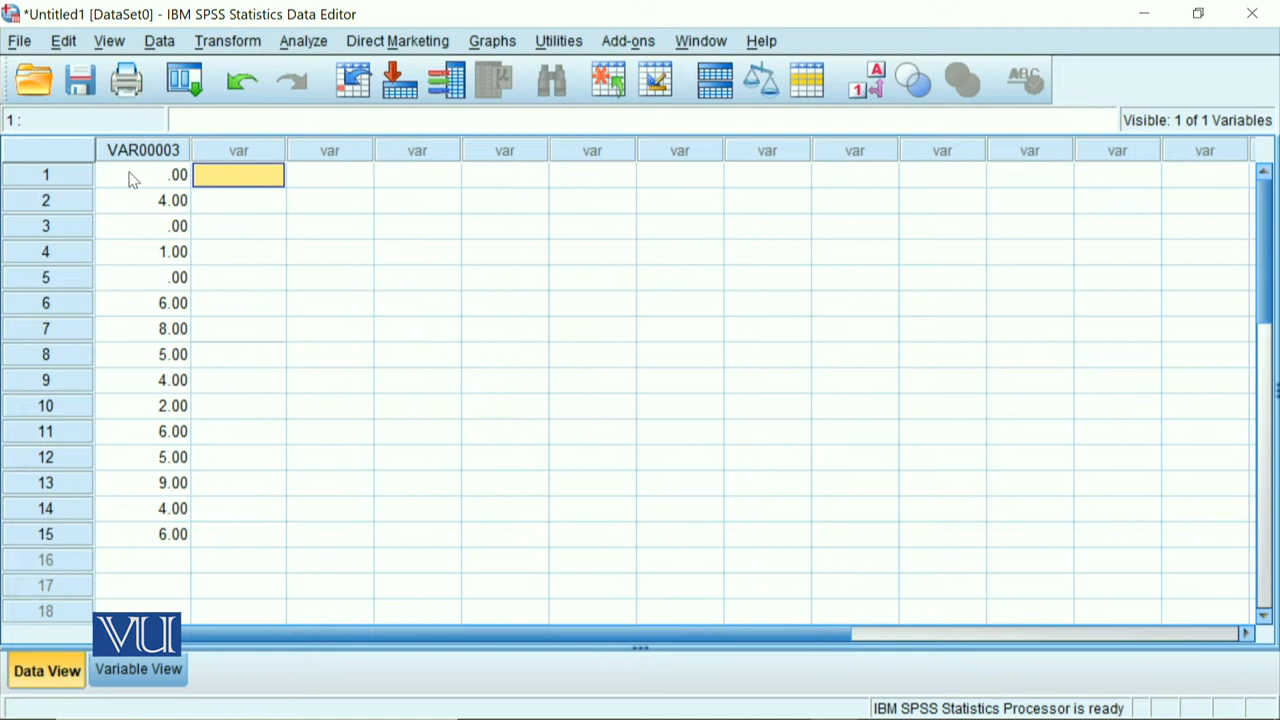 *Untitled1 [DataSet0] - IBM SPSS Statistics Data Editor
File Edit View Data Transform Analyze Direct Marketing Graphs Utilities Add-ons Window Help
A
1
ABC
1 :
Visible: 1 of 1 Variables
VAR00003 var var var var var var var var var var var var
1 .00
2 4.00
3 .00
4 1.00
5 .00
6 6.00
7 8.00
8 5.00
9 4.00
10 2.00
11 6.00
12 5.00
13 9.00
14 4.00
15 6.00
16
17
18
VU
Data View Variable View
IBM SPSS Statistics Processor is ready